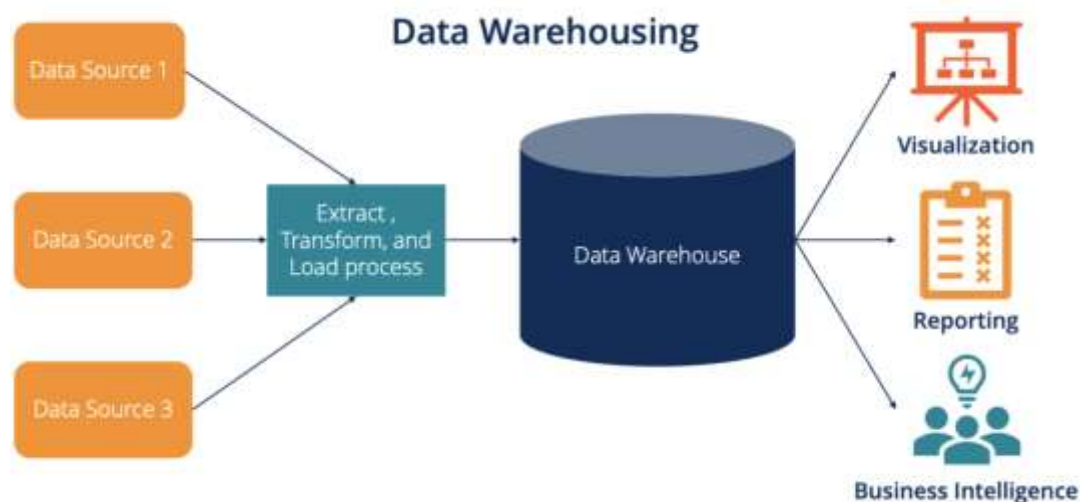 Data Warehousing
Data Source 1
Data Source 2
Data Source 3
Extract ,
Transform, and
Load process
Data Warehouse
Visualization
Reporting
Business Intelligence